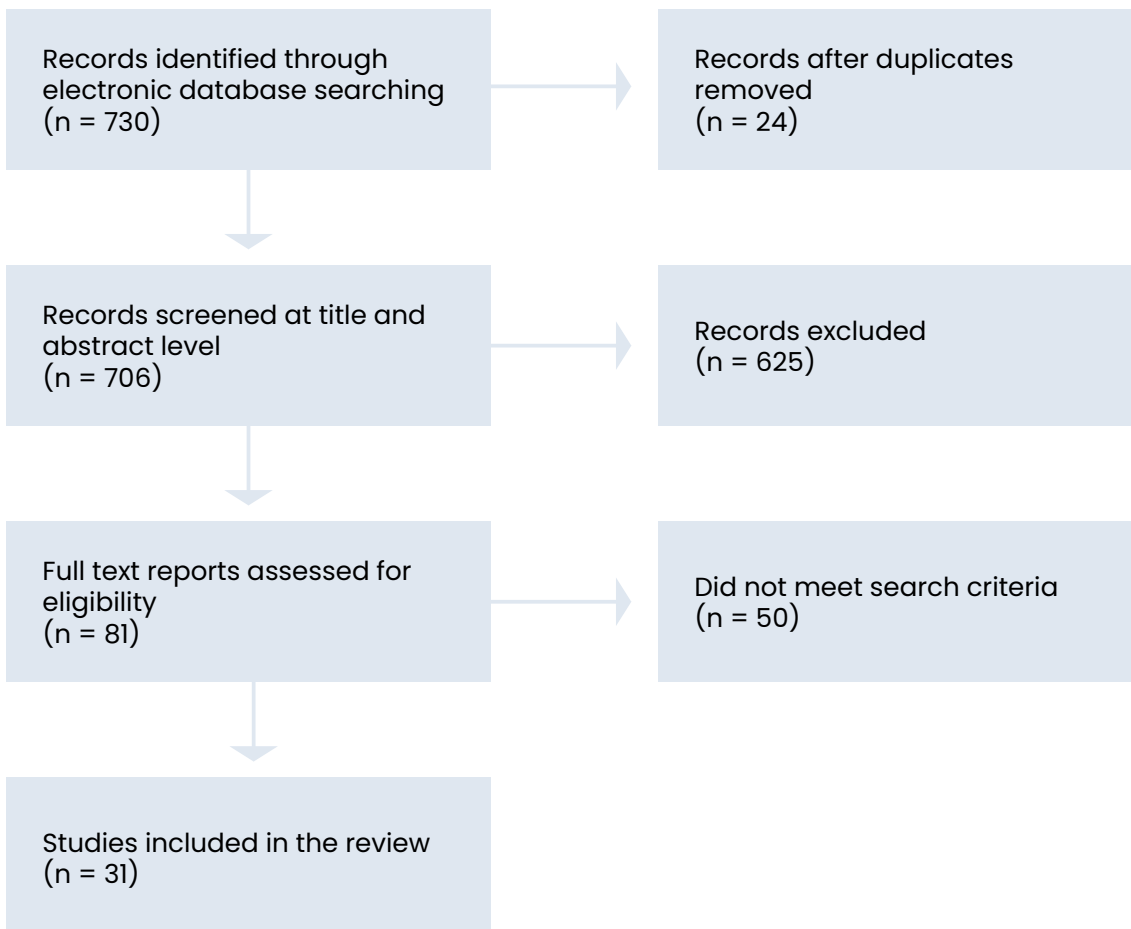 Records identified through
electronic database searching
(n = 730)
Records after duplicates
removed
(n = 24)
Records screened at title and
abstract level
(n = 706)
Records excluded
(n = 625)
Full text reports assessed for
eligibility
(n = 81)
Did not meet search criteria
(n = 50)
Studies included in the review
(n = 31)